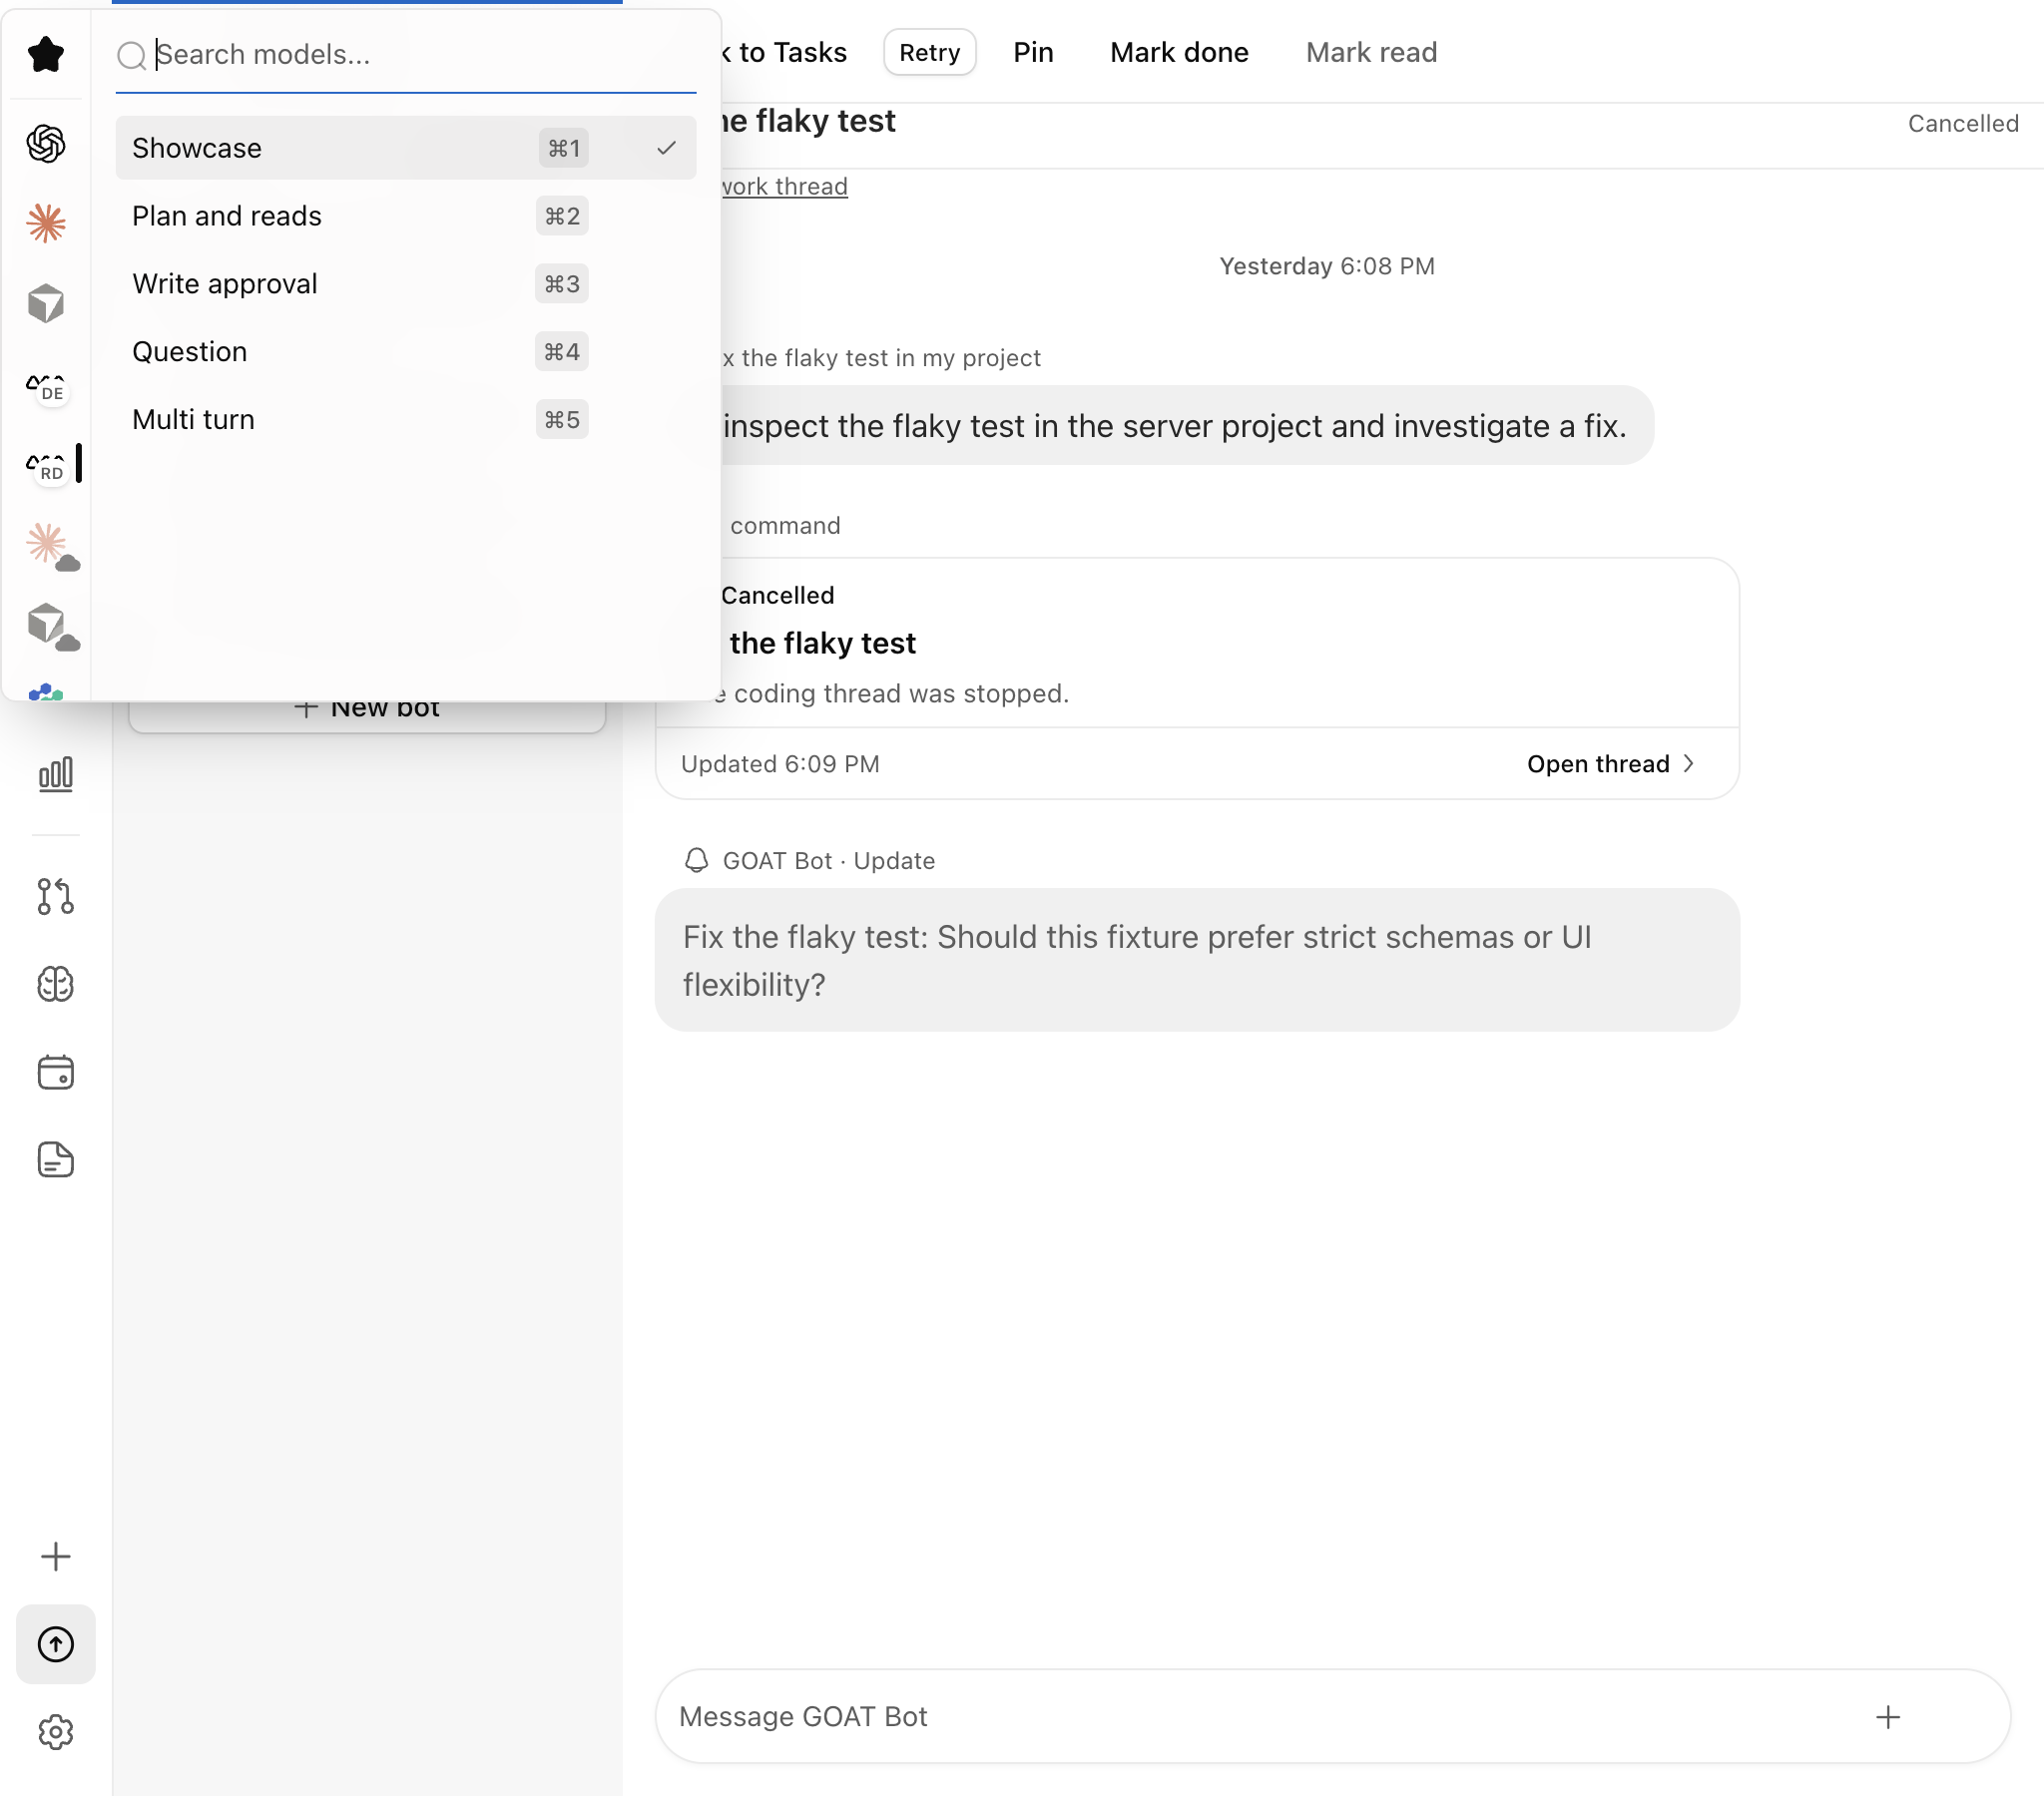 Search models...
Showcase ⌘1
Plan and reads ⌘2
Write approval ⌘3
Question ⌘4
Multi turn ⌘5
DE
RD
New bot
to Tasks
Retry
Pin
Mark done
Mark read
flaky test
Cancelled
work thread
Yesterday 6:08 PM
the flaky test in my project
inspect the flaky test in the server project and investigate a fix.
command
Cancelled
the flaky test
coding thread was stopped.
Updated 6:09 PM
Open thread
GOAT Bot · Update
Fix the flaky test: Should this fixture prefer strict schemas or UI
flexibility?
Message GOAT Bot